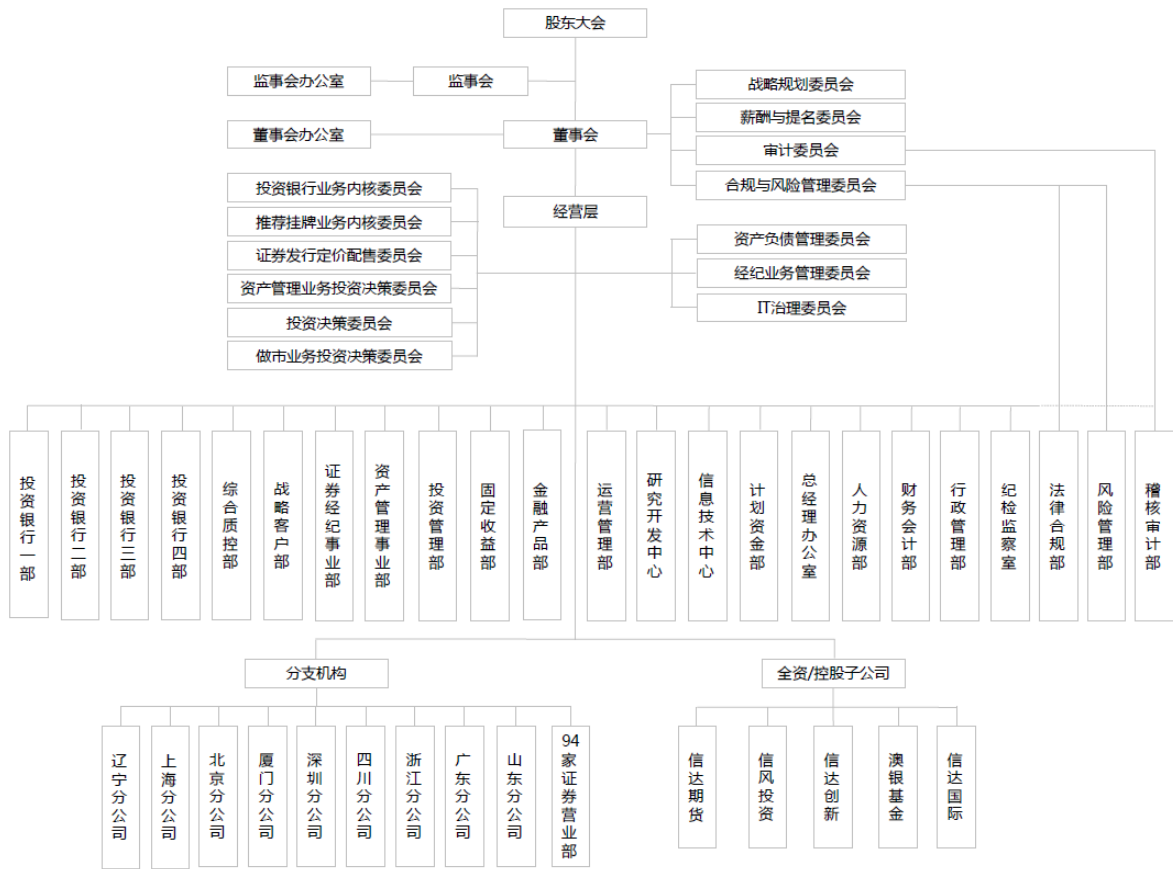 股东大会
监事会办公室
监事会
战略规划委员会
薪酬与提名委员会
董事会办公室
董事会
审计委员会
合规与风险管理委员会
投资银行业务内核委员会
推荐挂牌业务内核委员会
证券发行定价配售委员会
资产管理业务投资决策委员会
投资决策委员会
做市业务投资决策委员会
经营层
资产负债管理委员会
经纪业务管理委员会
IT治理委员会
投资银行一部
投资银行二部
投资银行三部
投资银行四部
综合质控部
战略客户部
证券经纪事业部
资产管理事业部
投资管理部
固定收益部
金融产品部
运营管理部
研究开发中心
信息技术中心
计划资金部
总经理办公室
人力资源部
财务会计部
行政管理部
纪检监察室
法律合规部
风险管理部
稽核审计部
分支机构
全资/控股子公司
辽宁分公司
上海分公司
北京分公司
厦门分公司
深圳分公司
四川分公司
浙江分公司
广东分公司
山东分公司
94家证券营业部
信达期货
信风投资
信达创新
澳银基金
信达国际